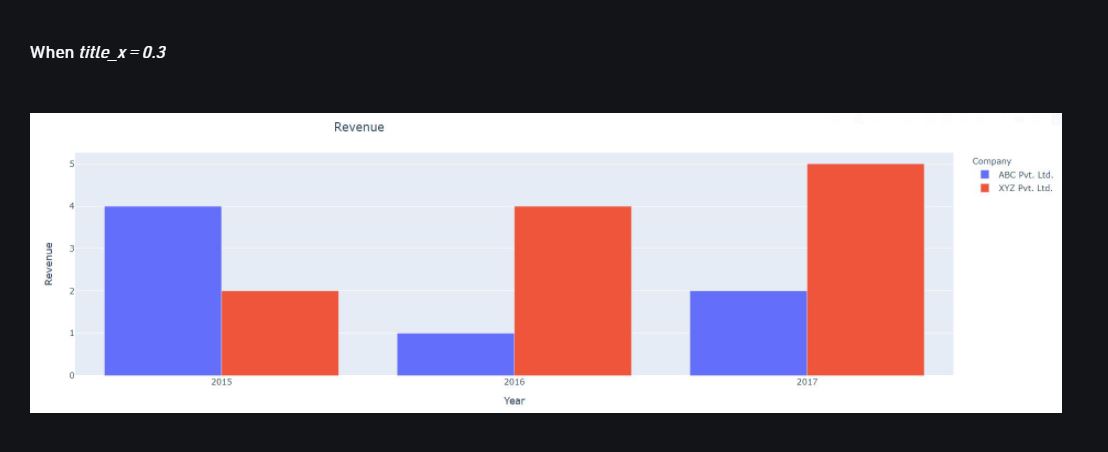 When title_x = 0.3
Revenue
Company
ABC Pvt. Ltd.
XYZ Pvt. Ltd.
Revenue
5
4
3
2
1
0
2015 2016 2017
Year